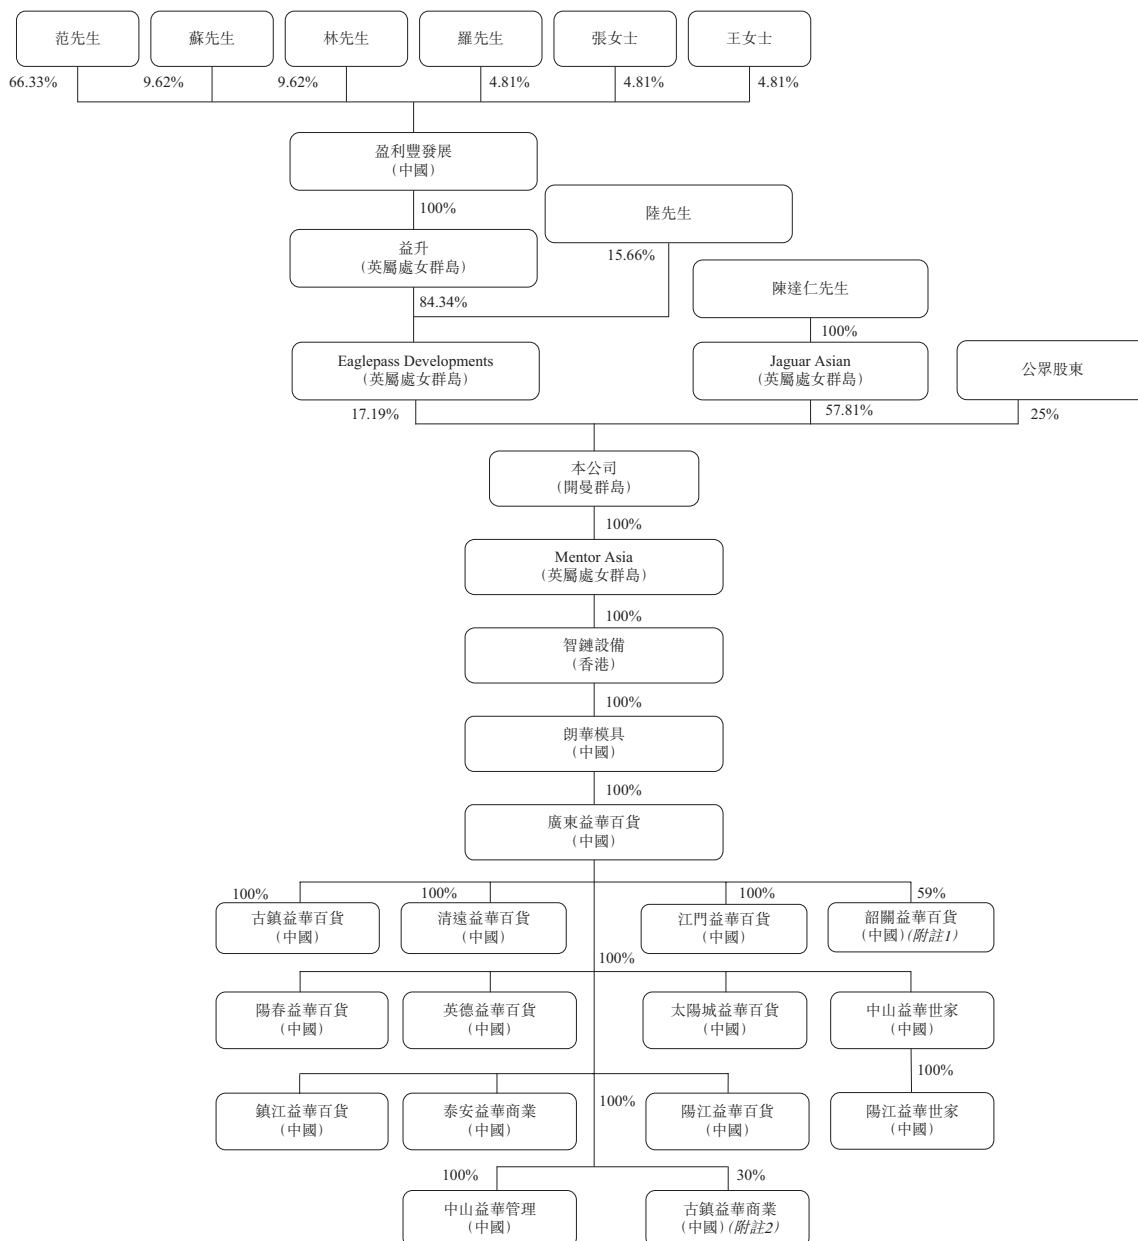 范先生
蘇先生
林先生
羅先生
張女士
王女士
66.33%
9.62%
9.62%
4.81%
4.81%
4.81%
盈利豐發展
(中國)
100%
陸先生
益升
(英屬處女群島)
15.66%
陳達仁先生
84.34%
100%
Eaglepass Developments
(英屬處女群島)
Jaguar Asian
(英屬處女群島)
公眾股東
17.19%
57.81%
25%
本公司
(開曼群島)
100%
Mentor Asia
(英屬處女群島)
100%
智鏈設備
(香港)
100%
朗華模具
(中國)
100%
廣東益華百貨
(中國)
100%
100%
100%
59%
古鎮益華百貨
(中國)
清遠益華百貨
(中國)
江門益華百貨
(中國)
韶關益華百貨
(中國)(附註1)
100%
陽春益華百貨
(中國)
英德益華百貨
(中國)
太陽城益華百貨
(中國)
中山益華世家
(中國)
100%
100%
鎮江益華百貨
(中國)
泰安益華商業
(中國)
陽江益華百貨
(中國)
陽江益華世家
(中國)
100%
30%
中山益華管理
(中國)
古鎮益華商業
(中國)(附註2)